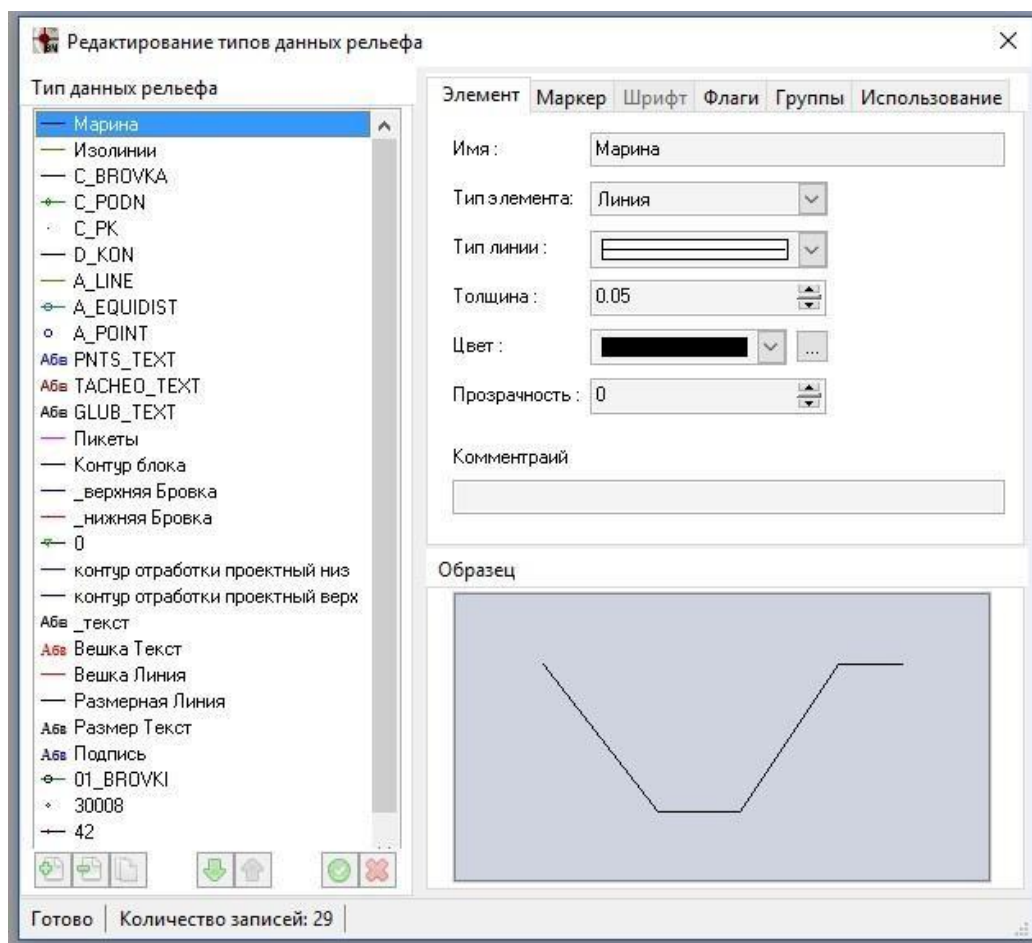 BN Редактирование типов данных рельефа
Тип данных рельефа
Марина
Изолинии
C_BROVKA
C_PODN
C_PK
D_KON
A_LINE
A_EQUIDIST
A_POINT
Абв PNTS_TEXT
Абв TACHEO_TEXT
Абв GLUB_TEXT
Пикеты
Контур блока
_верхняя Бровка
_нижняя Бровка
0
контур отработки проектный низ
контур отработки проектный верх
Абв _текст
Абв Вешка Текст
Вешка Линия
Размерная Линия
Абв Размер Текст
Абв Подпись
01_BROVKI
30008
42
Элемент Маркер Шрифт Флаги Группы Использование
Имя : Марина
Тип элемента: Линия
Тип линии :
Толщина : 0.05
Цвет : ...
Прозрачность : 0
Комментраий
Образец
Готово Количество записей: 29